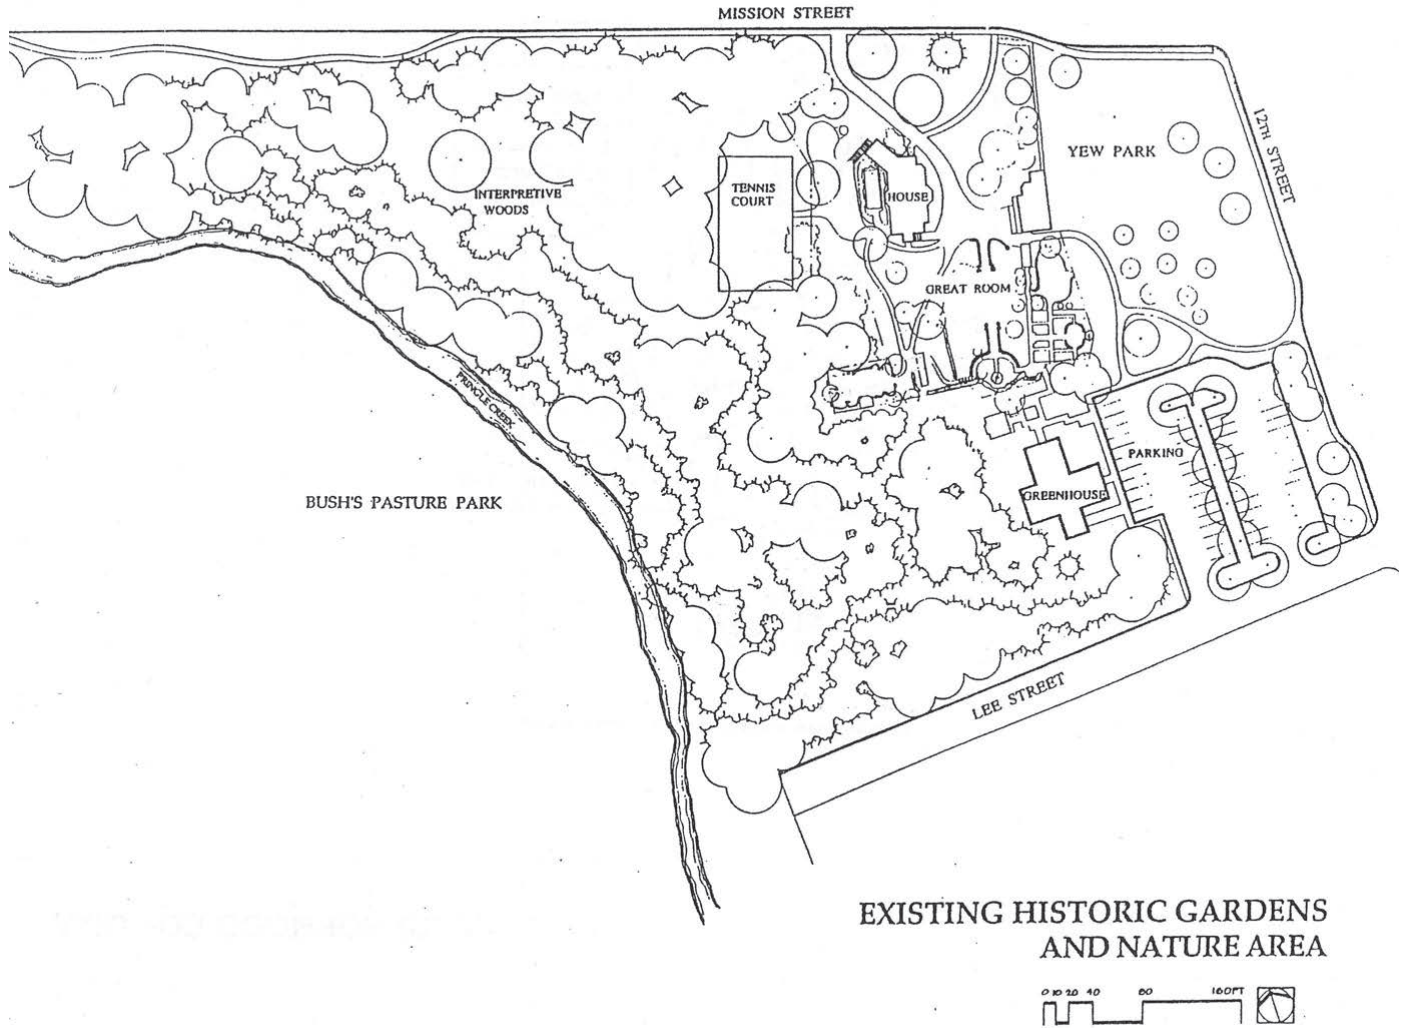 MISSION STREET
12TH STREET
YEW PARK
TENNIS
COURT
HOUSE
INTERPRETIVE
WOODS
GREAT ROOM
PRINGLE CREEK
PARKING
GREENHOUSE
BUSH'S PASTURE PARK
LEE STREET
EXISTING HISTORIC GARDENS
AND NATURE AREA
0 10 20 40 80 160FT